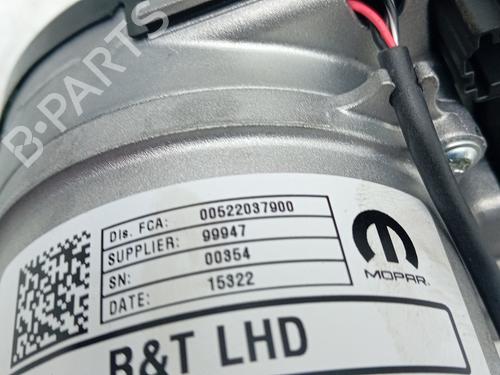 B-PARTS
Dis. FCA: 00522037900
SUPPLIER: 99947
SN: 00354
DATE: 15322
MOPAR
R&T LHD